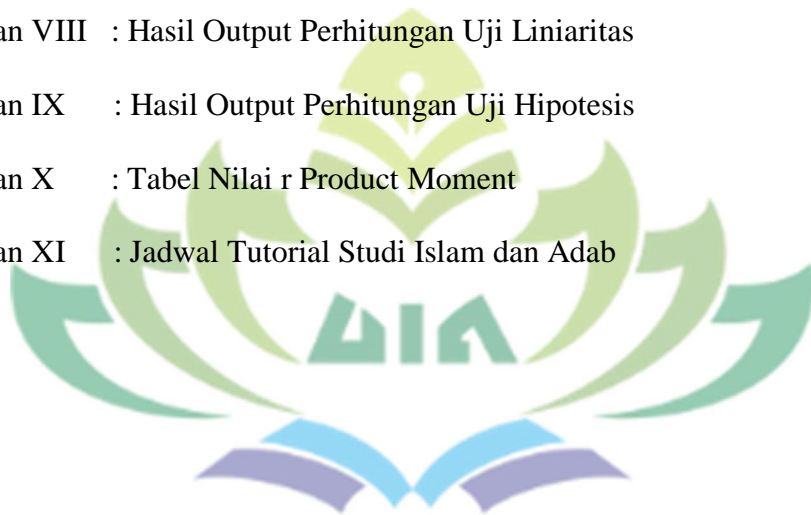 an VIII : Hasil Output Perhitungan Uji Liniaritas
an IX : Hasil Output Perhitungan Uji Hipotesis
an X : Tabel Nilai r Product Moment
an XI : Jadwal Tutorial Studi Islam dan Adab
UIN